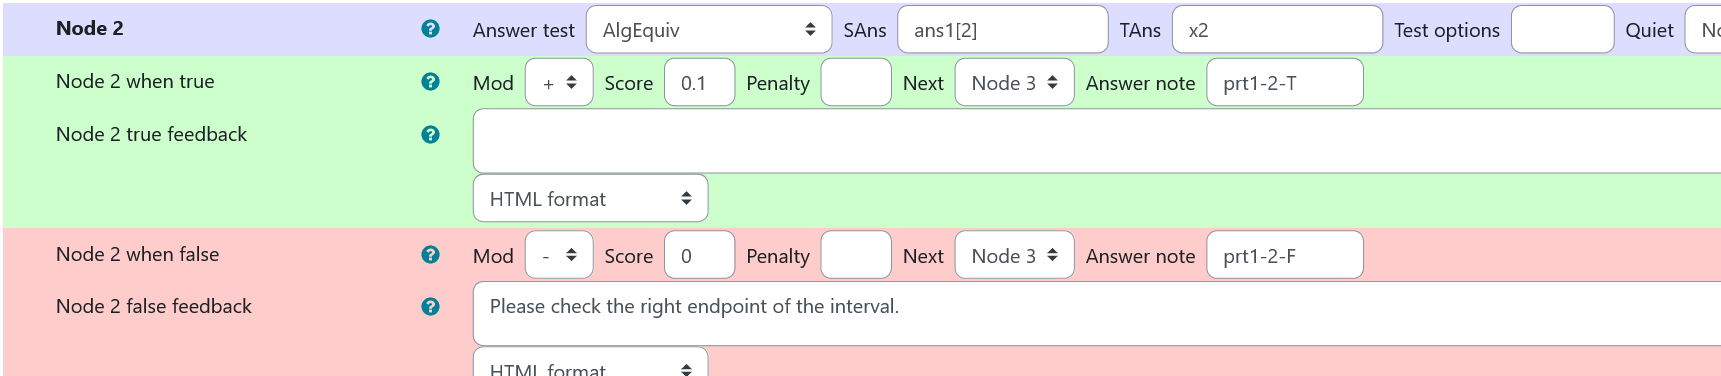 Node 2 Answer test AlgEquiv SAns ans1[2] TAns x2 Test options Quiet No
Node 2 when true Mod + Score 0.1 Penalty Next Node 3 Answer note prt1-2-T
Node 2 true feedback
HTML format
Node 2 when false Mod - Score 0 Penalty Next Node 3 Answer note prt1-2-F
Node 2 false feedback Please check the right endpoint of the interval.
HTML format